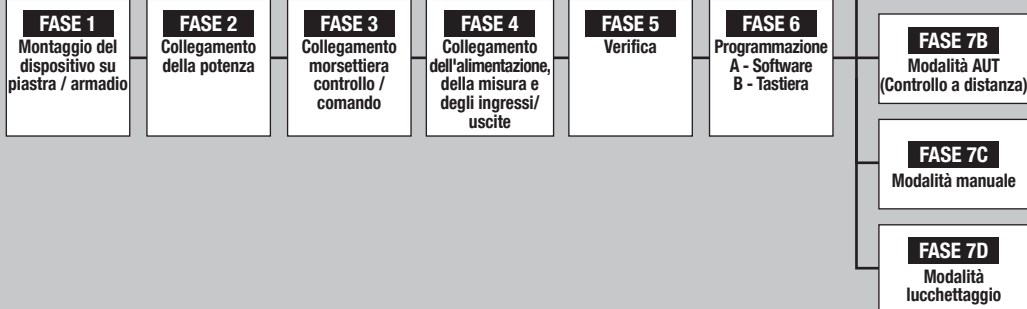 FASE 1
Montaggio del
dispositivo su
piastra / armadio
FASE 2
Collegamento
della potenza
FASE 3
Collegamento
morsettiera
controllo /
comando
FASE 4
Collegamento
dell'alimentazione,
della misura e
degli ingressi/
uscite
FASE 5
Verifica
FASE 6
Programmazione
A - Software
B - Tastiera
FASE 7B
Modalità AUT
(Controllo a distanza)
FASE 7C
Modalità manuale
FASE 7D
Modalità
lucchettaggio